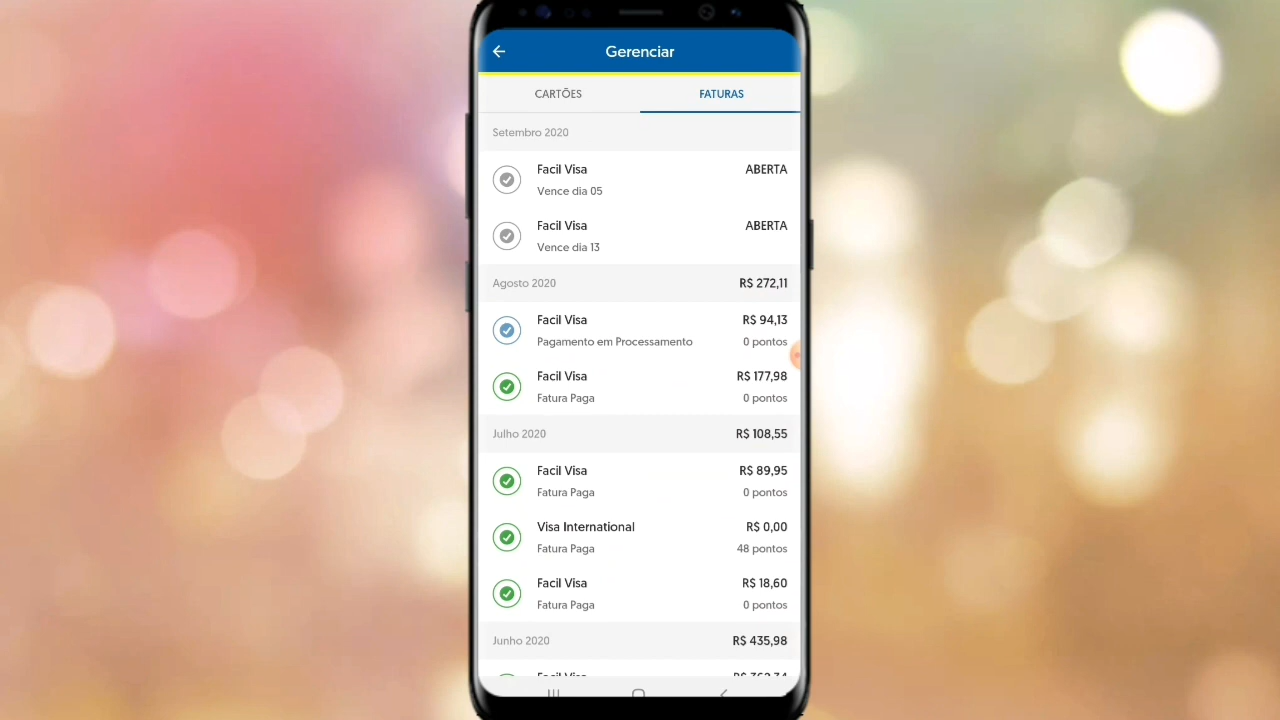 Gerenciar
CARTÕES FATURAS
Setembro 2020
Facil Visa ABERTA
Vence dia 05
Facil Visa ABERTA
Vence dia 13
Agosto 2020 R$ 272,11
Facil Visa R$ 94,13
Pagamento em Processamento 0 pontos
Facil Visa R$ 177,98
Fatura Paga 0 pontos
Julho 2020 R$ 108,55
Facil Visa R$ 89,95
Fatura Paga 0 pontos
Visa International R$ 0,00
Fatura Paga 48 pontos
Facil Visa R$ 18,60
Fatura Paga 0 pontos
Junho 2020 R$ 435,98
Facil Visa